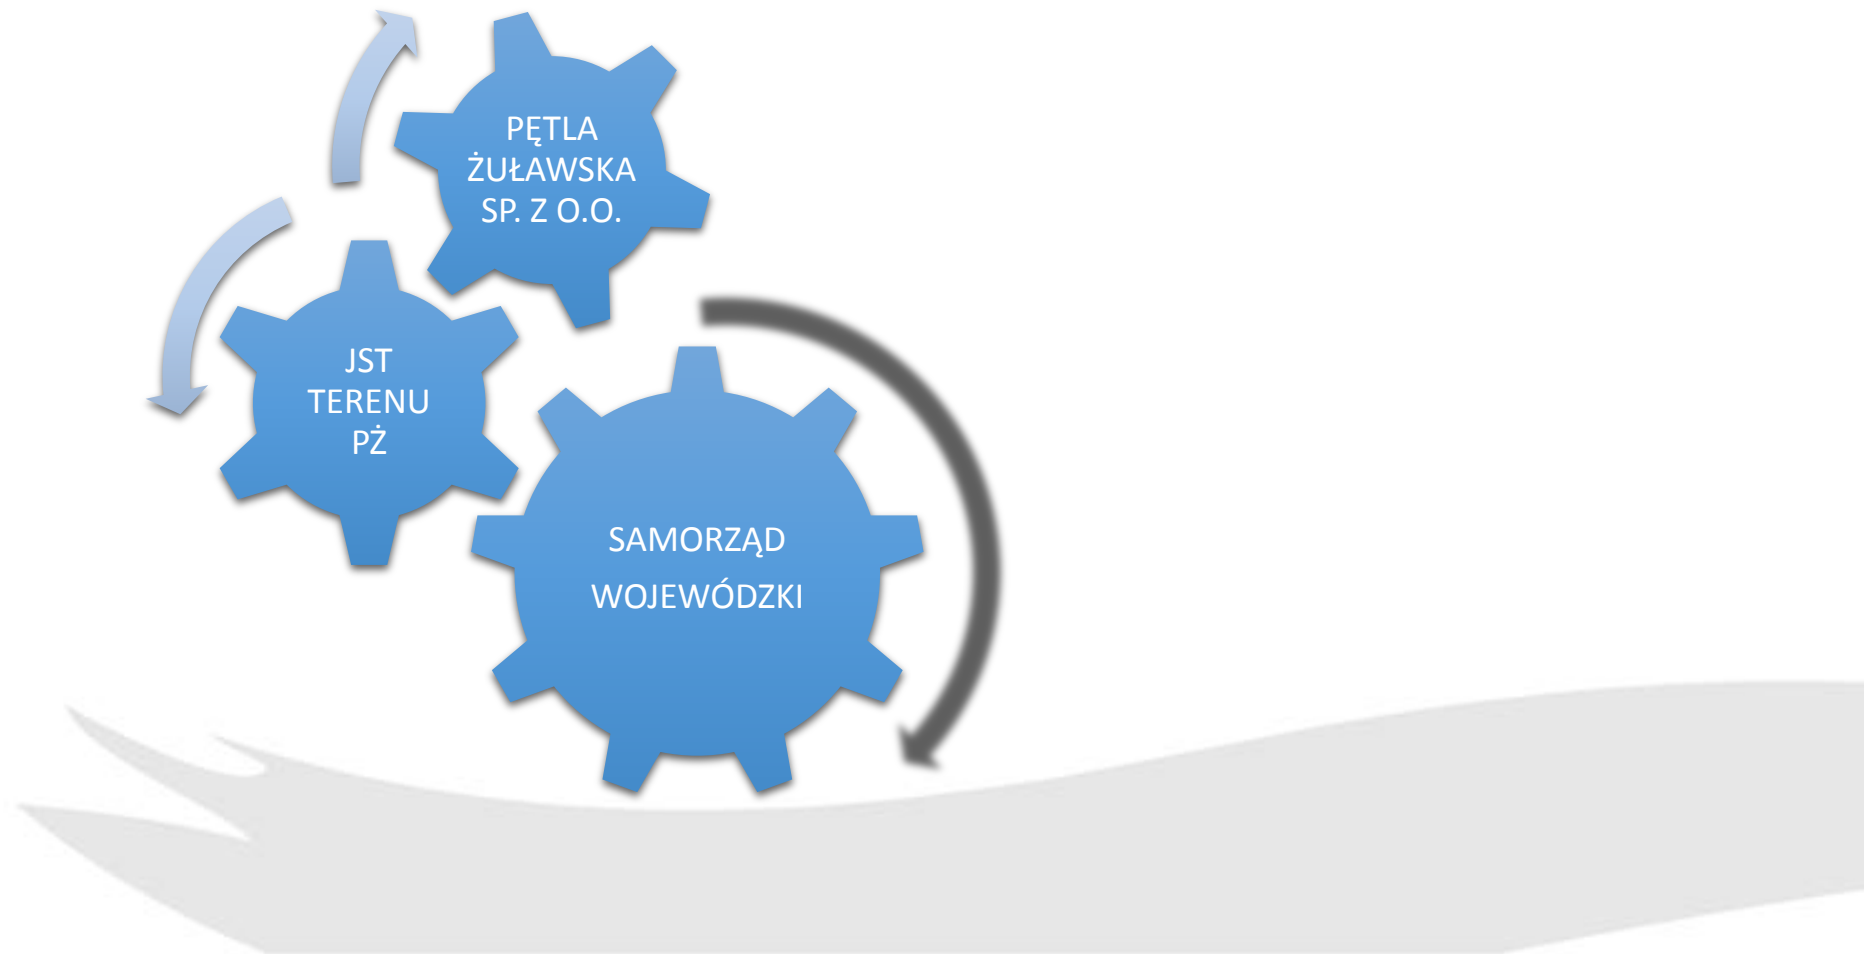 PĘTLA
ŻUŁAWSKA
SP. Z O.O.
JST
TERENU
PŻ
SAMORZĄD
WOJEWÓDZKI